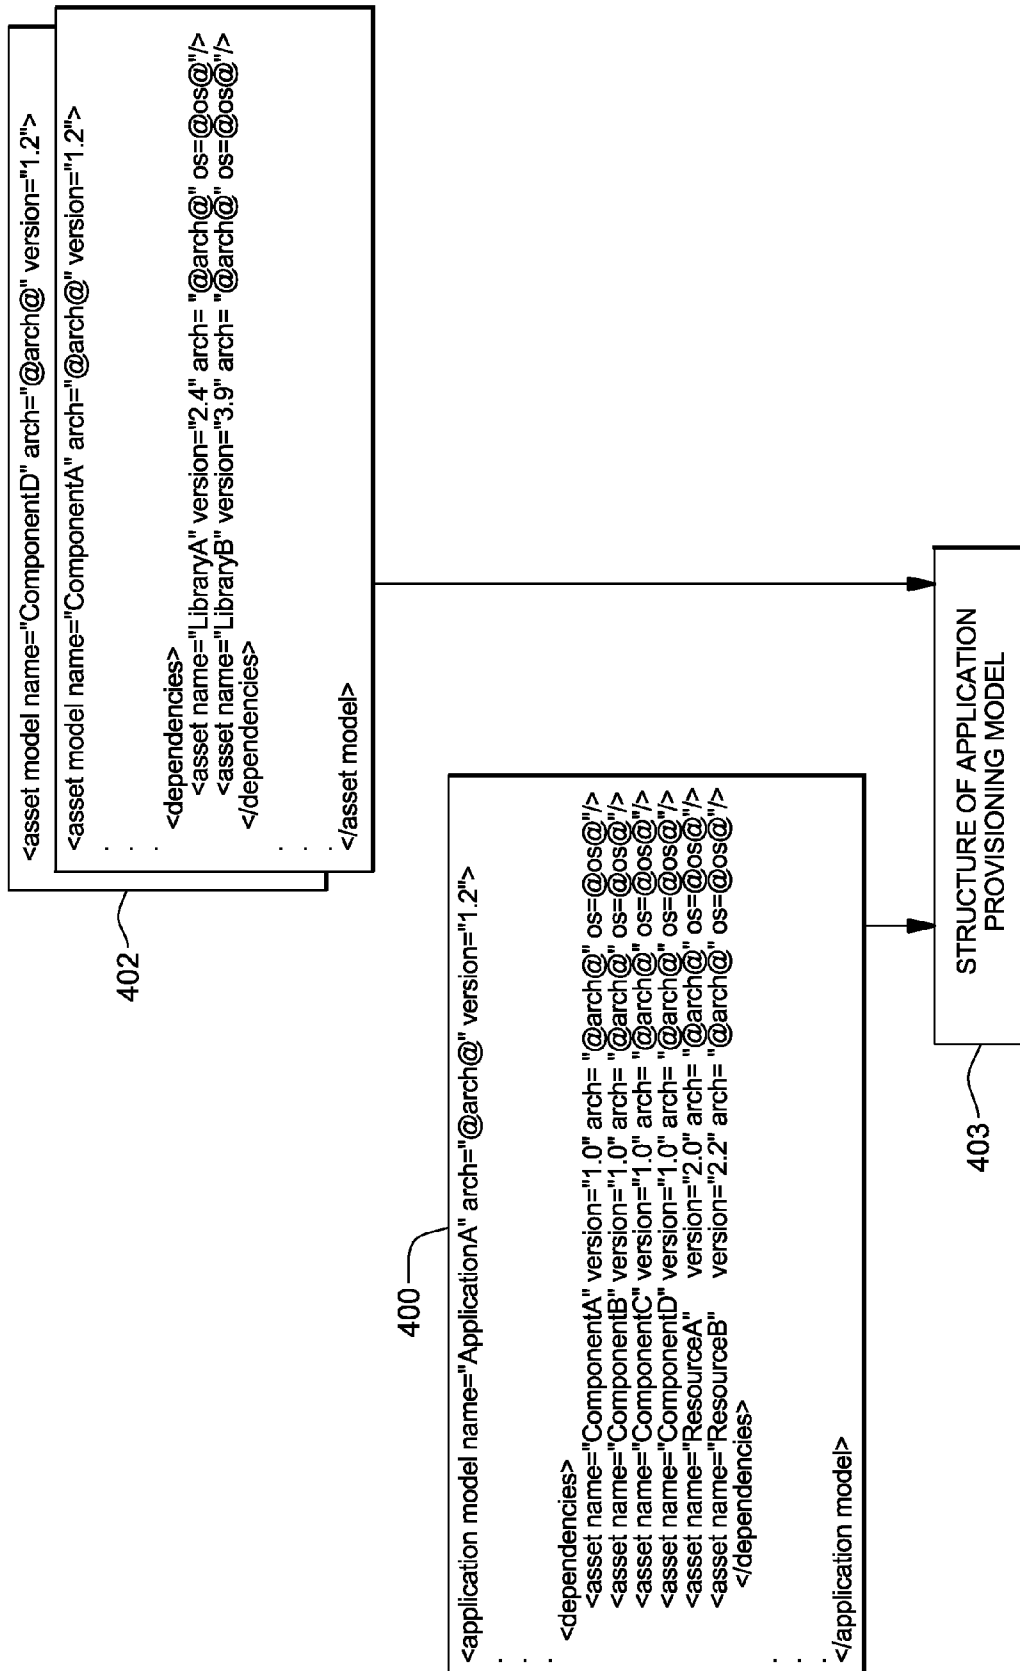 <asset model name="ComponentD" arch="@arch@" version="1.2">
<asset model name="ComponentA" arch="@arch@" version="1.2">
. . .
<dependencies>
<asset name="LibraryA" version="2.4" arch= "@arch@" os=@os@"/>
<asset name="LibraryB" version="3.9" arch= "@arch@" os=@os@"/>
</dependencies>
. . .
</asset model>
402
400
<application model name="ApplicationA" arch="@arch@" version="1.2">
. . .
<dependencies>
<asset name="ComponentA" version="1.0" arch= "@arch@" os=@os@"/>
<asset name="ComponentB" version="1.0" arch= "@arch@" os=@os@"/>
<asset name="ComponentC" version="1.0" arch= "@arch@" os=@os@"/>
<asset name="ComponentD" version="1.0" arch= "@arch@" os=@os@"/>
<asset name="ResourceA" version="2.0" arch= "@arch@" os=@os@"/>
<asset name="ResourceB" version="2.2" arch= "@arch@" os=@os@"/>
</dependencies>
. . .
</application model>
STRUCTURE OF APPLICATION
PROVISIONING MODEL
403